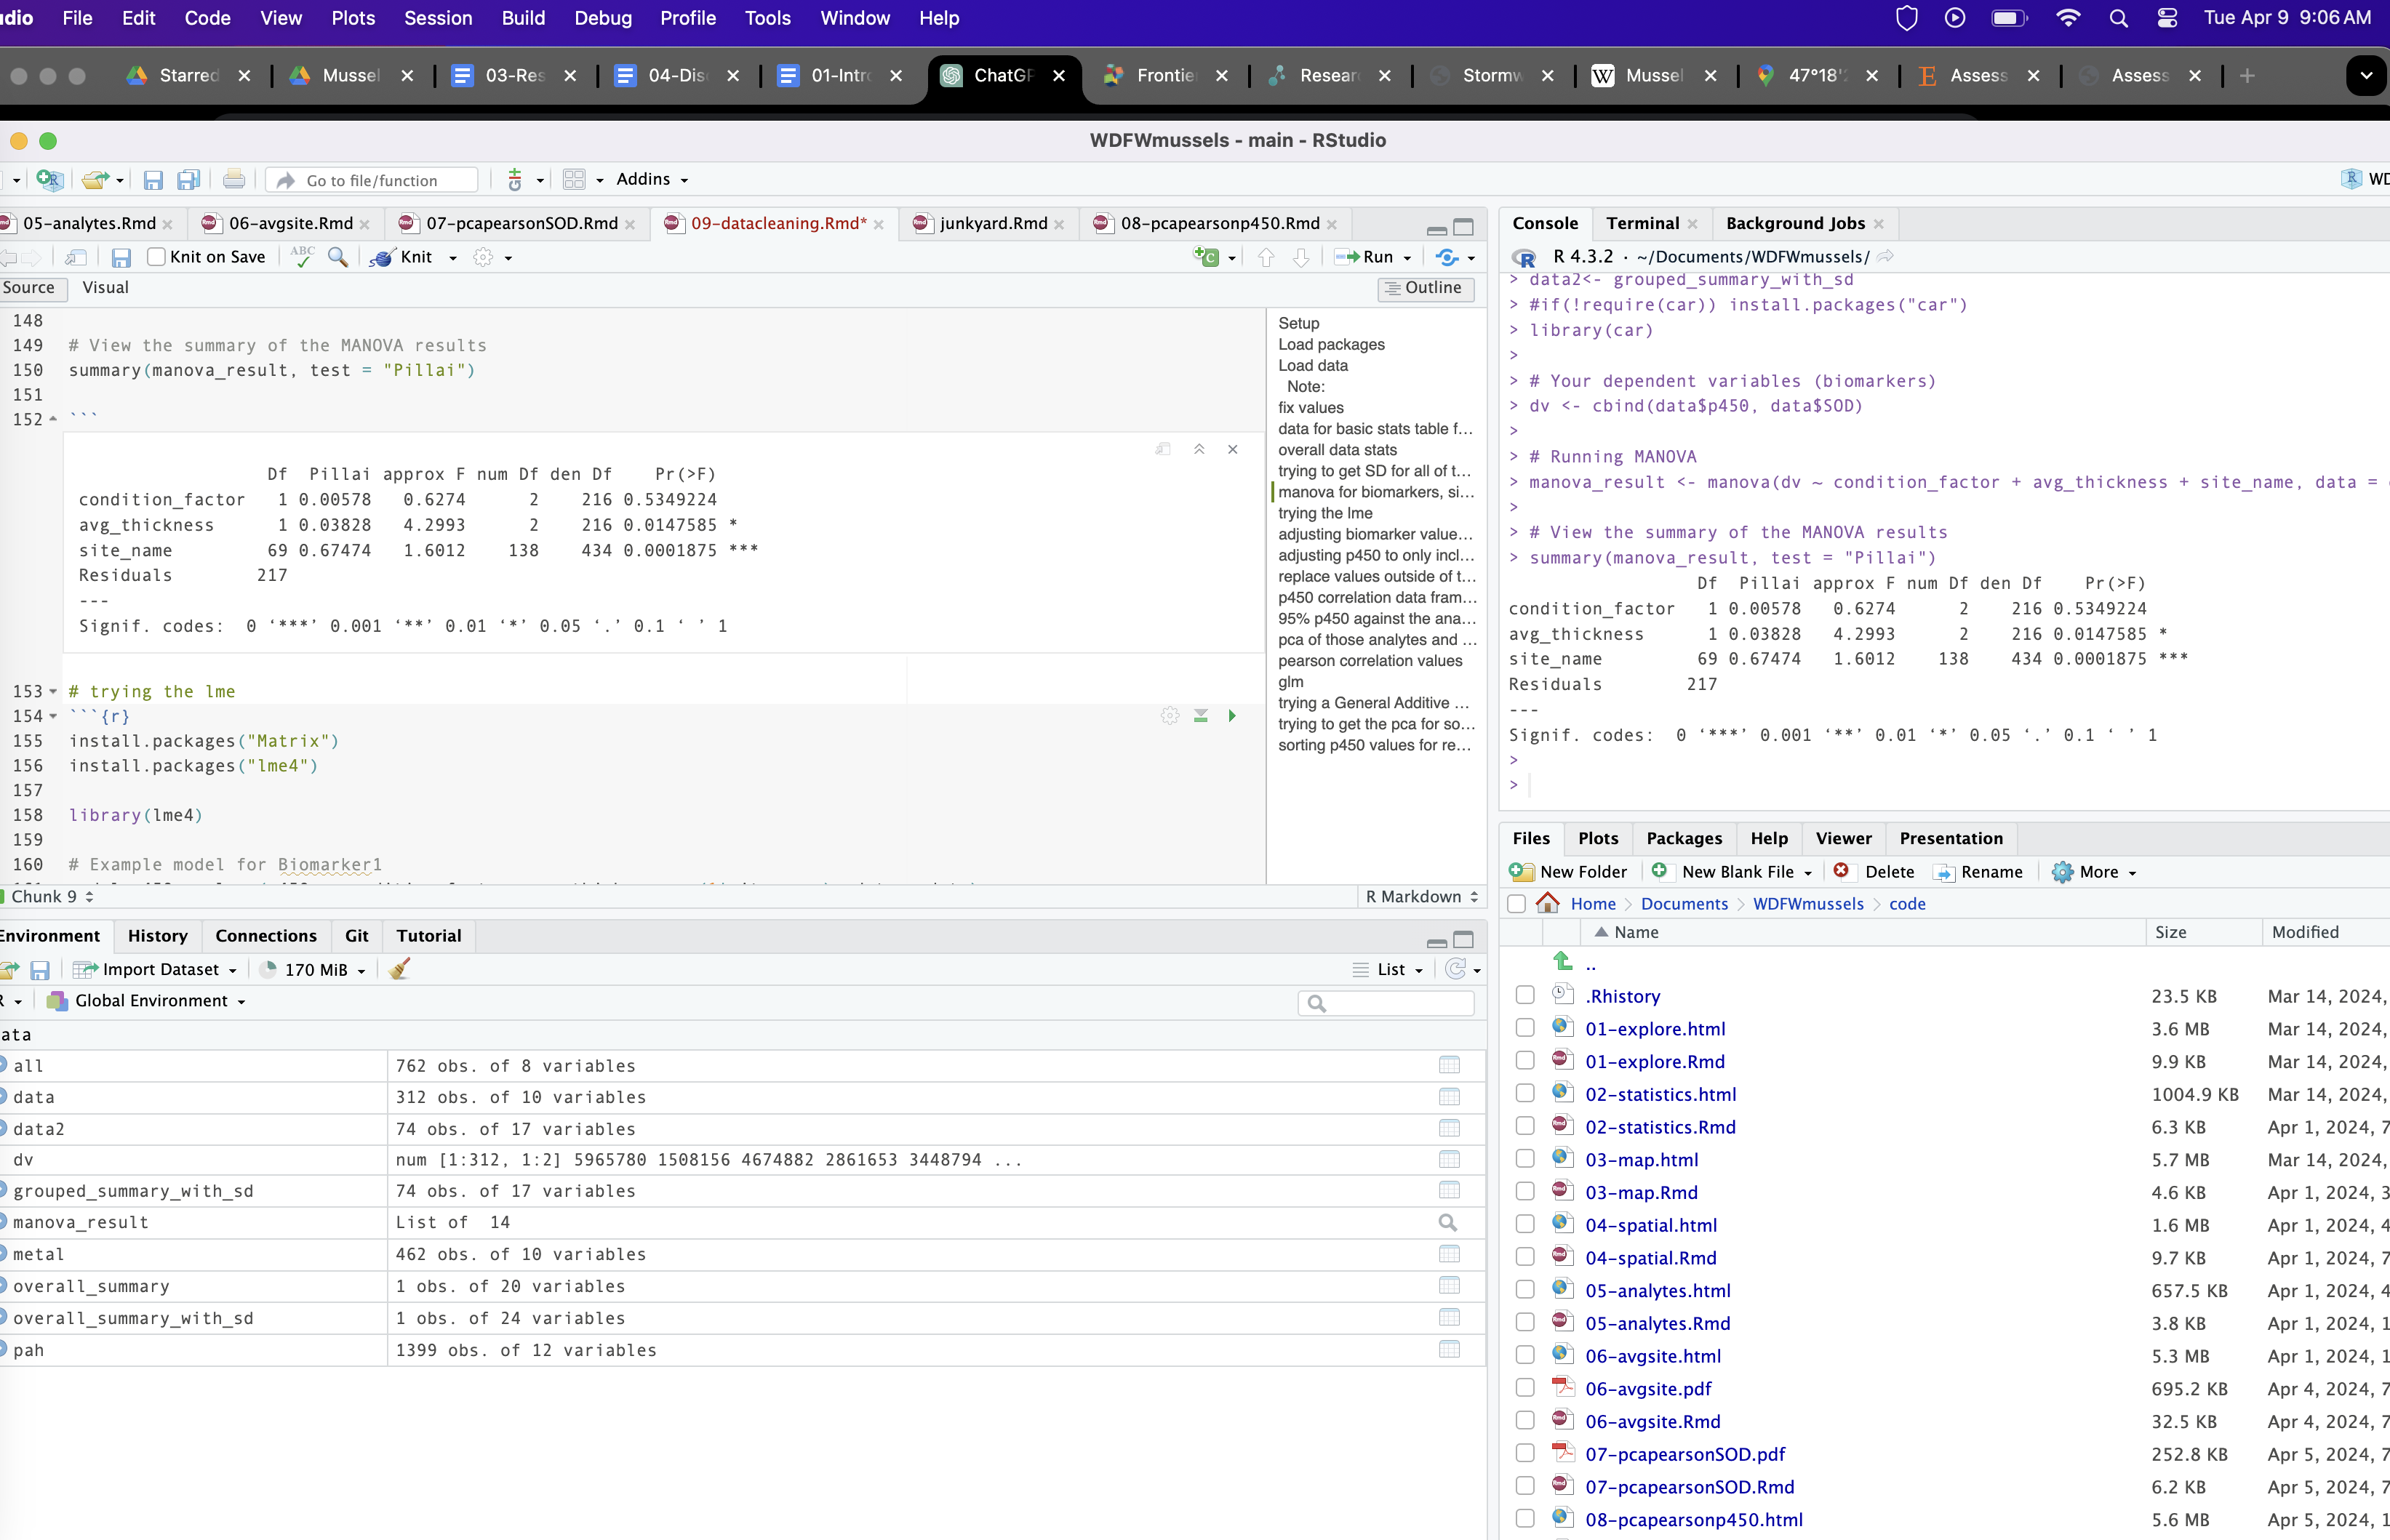 dio File Edit Code View Plots Session Build Debug Profile Tools Window Help Tue Apr 9 9:06 AM
Starred Mussel 03-Res 04-Dis 01-Intro ChatGP Frontie Resear Stormw Mussel 47°18' Assess Assess
WDFWmussels - main - RStudio
Go to file/function Addins
05-analytes.Rmd 06-avgsite.Rmd 07-pcapearsonSOD.Rmd 09-datacleaning.Rmd* junkyard.Rmd 08-pcapearsonp450.Rmd
Knit on Save ABC Knit Run
Source Visual Outline
148
149 # View the summary of the MANOVA results
150 summary(manova_result, test = "Pillai")
151
152 ```
Df Pillai approx F num Df den Df Pr(>F)
condition_factor 1 0.00578 0.6274 2 216 0.5349224
avg_thickness 1 0.03828 4.2993 2 216 0.0147585 *
site_name 69 0.67474 1.6012 138 434 0.0001875 ***
Residuals 217
---
Signif. codes: 0 ‘***’ 0.001 ‘**’ 0.01 ‘*’ 0.05 ‘.’ 0.1 ‘ ’ 1
153 # trying the lme
154 ```{r}
155 install.packages("Matrix")
156 install.packages("lme4")
157
158 library(lme4)
159
160 # Example model for Biomarker1
Chunk 9 R Markdown
Setup
Load packages
Load data
Note:
fix values
data for basic stats table f...
overall data stats
trying to get SD for all of t...
manova for biomarkers, si...
trying the lme
adjusting biomarker value...
adjusting p450 to only incl...
replace values outside of t...
p450 correlation data fram...
95% p450 against the ana...
pca of those analytes and ...
pearson correlation values
glm
trying a General Additive ...
trying to get the pca for so...
sorting p450 values for re...
Environment History Connections Git Tutorial
Import Dataset 170 MiB List
R Global Environment
ata
all 762 obs. of 8 variables
data 312 obs. of 10 variables
data2 74 obs. of 17 variables
dv num [1:312, 1:2] 5965780 1508156 4674882 2861653 3448794 ...
grouped_summary_with_sd 74 obs. of 17 variables
manova_result List of 14
metal 462 obs. of 10 variables
overall_summary 1 obs. of 20 variables
overall_summary_with_sd 1 obs. of 24 variables
pah 1399 obs. of 12 variables
WD
Console Terminal Background Jobs
R 4.3.2 · ~/Documents/WDFWmussels/
> data2<- grouped_summary_with_sd
> #if(!require(car)) install.packages("car")
> library(car)
>
> # Your dependent variables (biomarkers)
> dv <- cbind(data$p450, data$SOD)
>
> # Running MANOVA
> manova_result <- manova(dv ~ condition_factor + avg_thickness + site_name, data =
>
> # View the summary of the MANOVA results
> summary(manova_result, test = "Pillai")
Df Pillai approx F num Df den Df Pr(>F)
condition_factor 1 0.00578 0.6274 2 216 0.5349224
avg_thickness 1 0.03828 4.2993 2 216 0.0147585 *
site_name 69 0.67474 1.6012 138 434 0.0001875 ***
Residuals 217
---
Signif. codes: 0 ‘***’ 0.001 ‘**’ 0.01 ‘*’ 0.05 ‘.’ 0.1 ‘ ’ 1
>
>
Files Plots Packages Help Viewer Presentation
New Folder New Blank File Delete Rename More
Home Documents WDFWmussels code
Name Size Modified
..
.Rhistory 23.5 KB Mar 14, 2024,
01-explore.html 3.6 MB Mar 14, 2024,
01-explore.Rmd 9.9 KB Mar 14, 2024,
02-statistics.html 1004.9 KB Mar 14, 2024,
02-statistics.Rmd 6.3 KB Apr 1, 2024, 7
03-map.html 5.7 MB Mar 14, 2024,
03-map.Rmd 4.6 KB Apr 1, 2024, 3
04-spatial.html 1.6 MB Apr 1, 2024, 4
04-spatial.Rmd 9.7 KB Apr 1, 2024, 7
05-analytes.html 657.5 KB Apr 1, 2024, 4
05-analytes.Rmd 3.8 KB Apr 1, 2024, 1
06-avgsite.html 5.3 MB Apr 1, 2024, 1
06-avgsite.pdf 695.2 KB Apr 4, 2024, 7
06-avgsite.Rmd 32.5 KB Apr 4, 2024, 7
07-pcapearsonSOD.pdf 252.8 KB Apr 5, 2024, 7
07-pcapearsonSOD.Rmd 6.2 KB Apr 5, 2024, 7
08-pcapearsonp450.html 5.6 MB Apr 5, 2024, 1